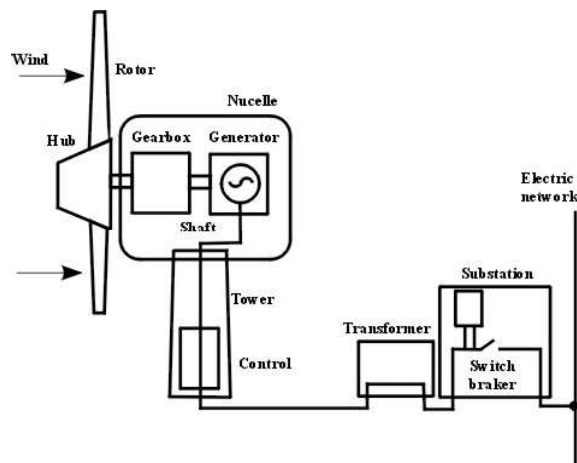 Wind
Rotor
Nucelle
Hub
Gearbox
Generator
Shaft
Electric
network
Substation
Tower
Transformer
Control
Switch
braker